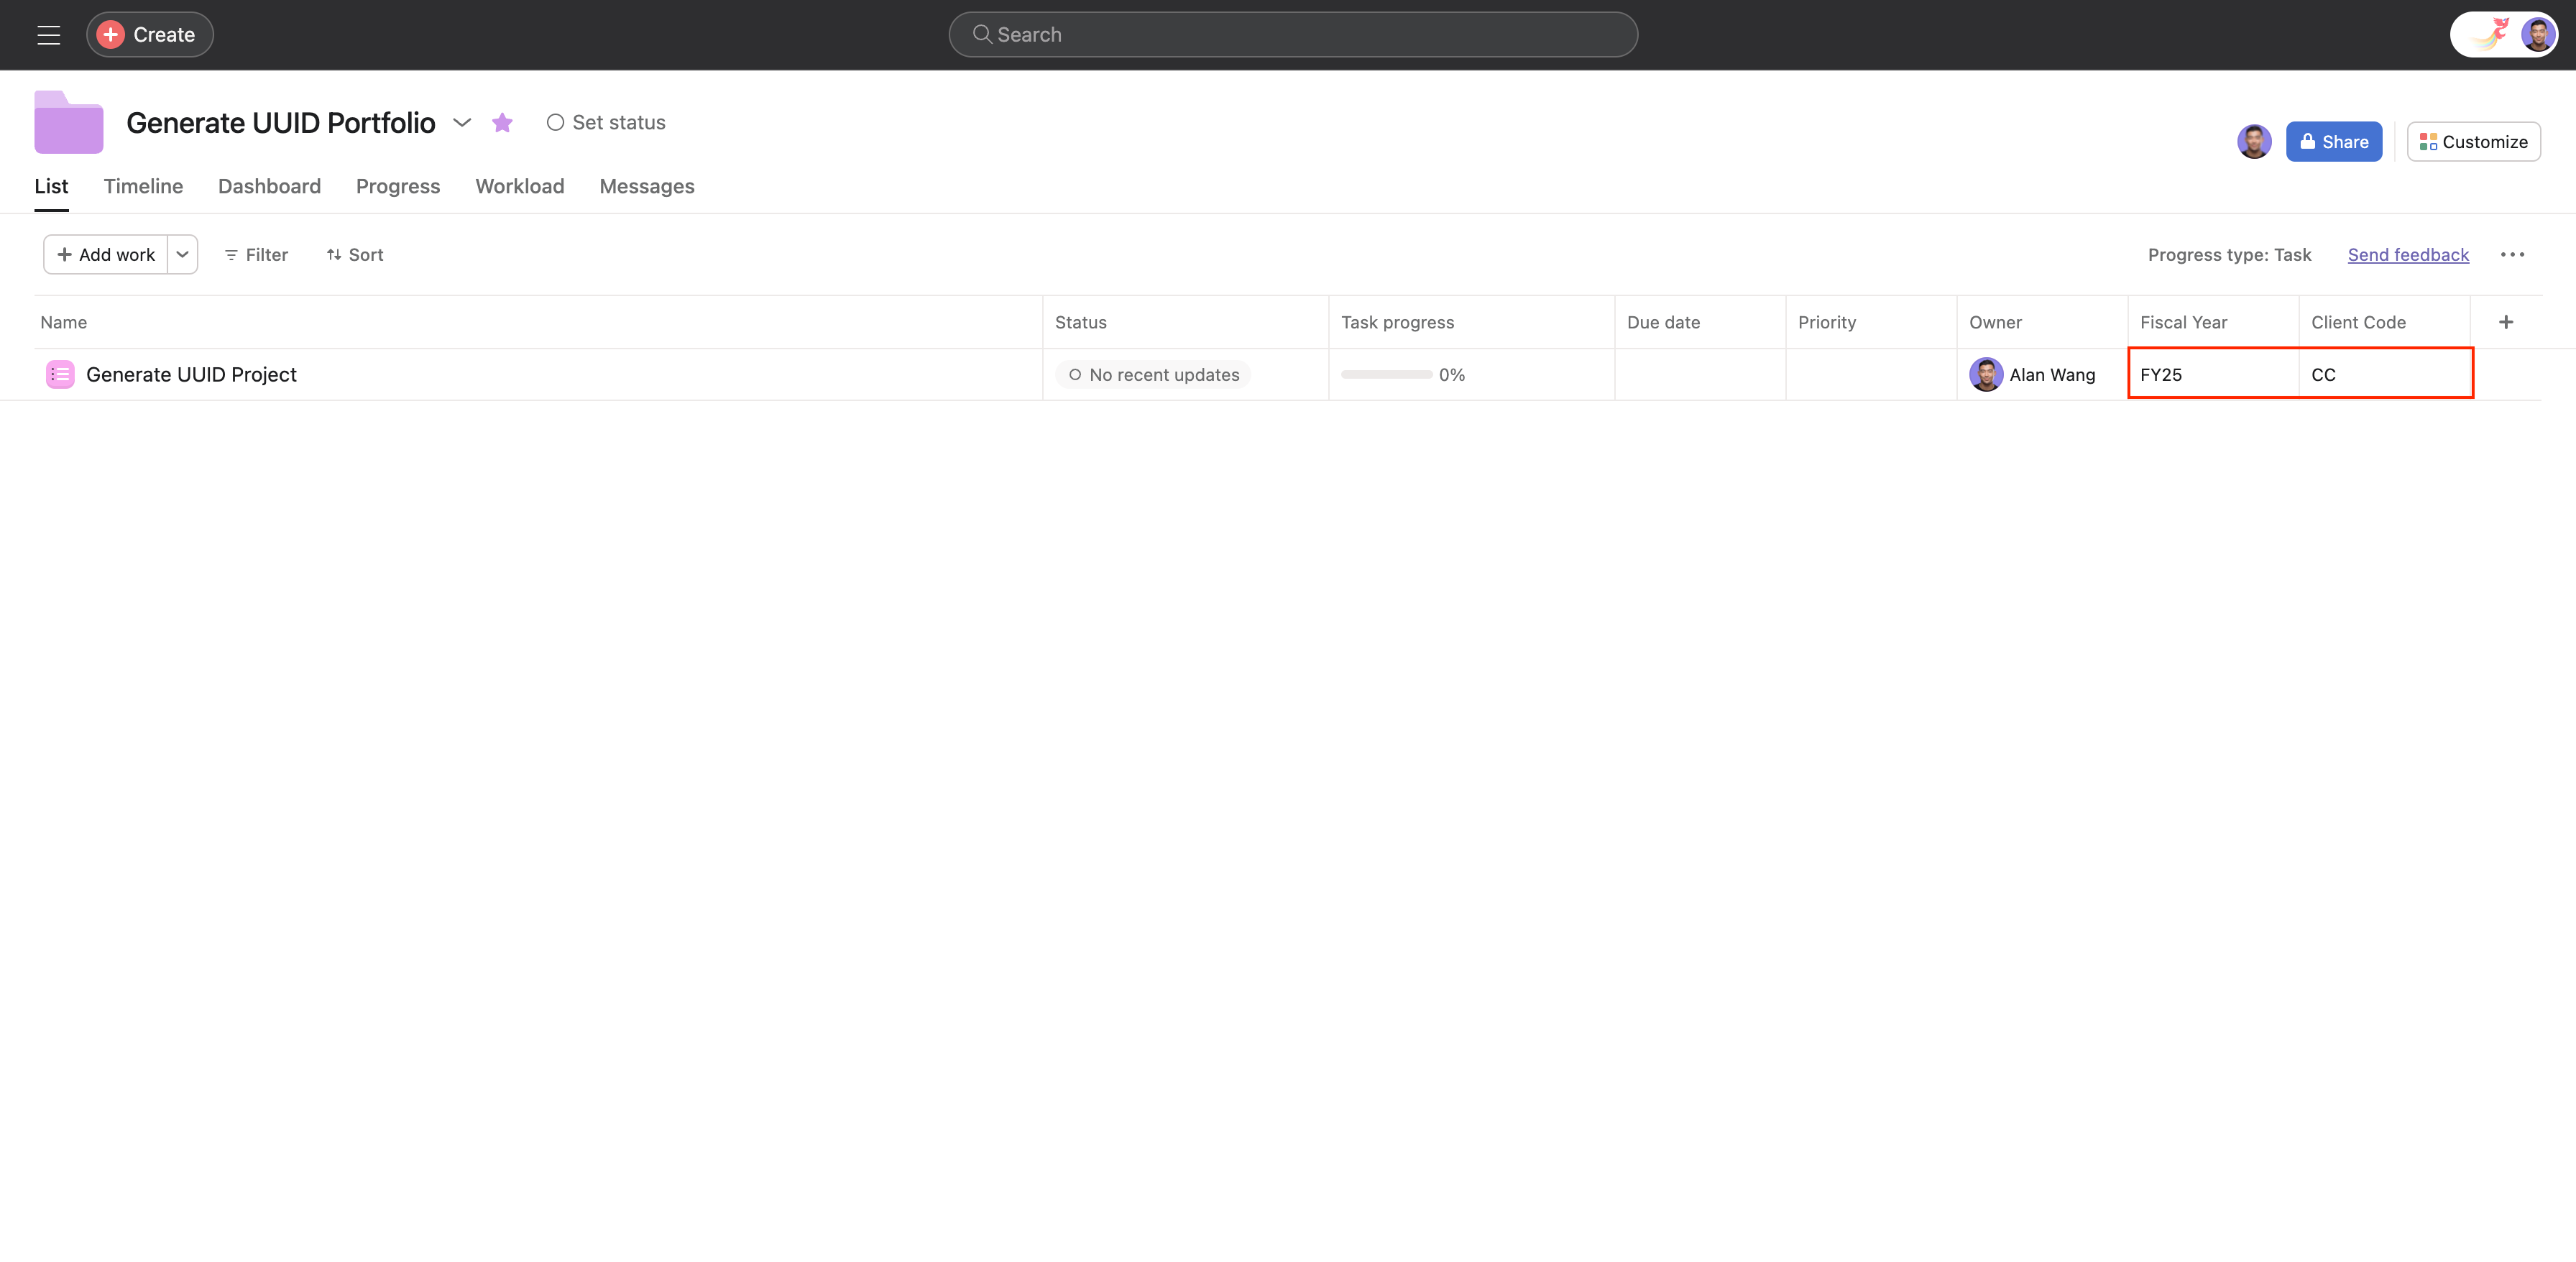 Create
Search
Generate UUID Portfolio
Set status
Share
Customize
List Timeline Dashboard Progress Workload Messages
Add work Filter Sort Progress type: Task Send feedback
Name Status Task progress Due date Priority Owner Fiscal Year Client Code
Generate UUID Project No recent updates 0% Alan Wang FY25 CC